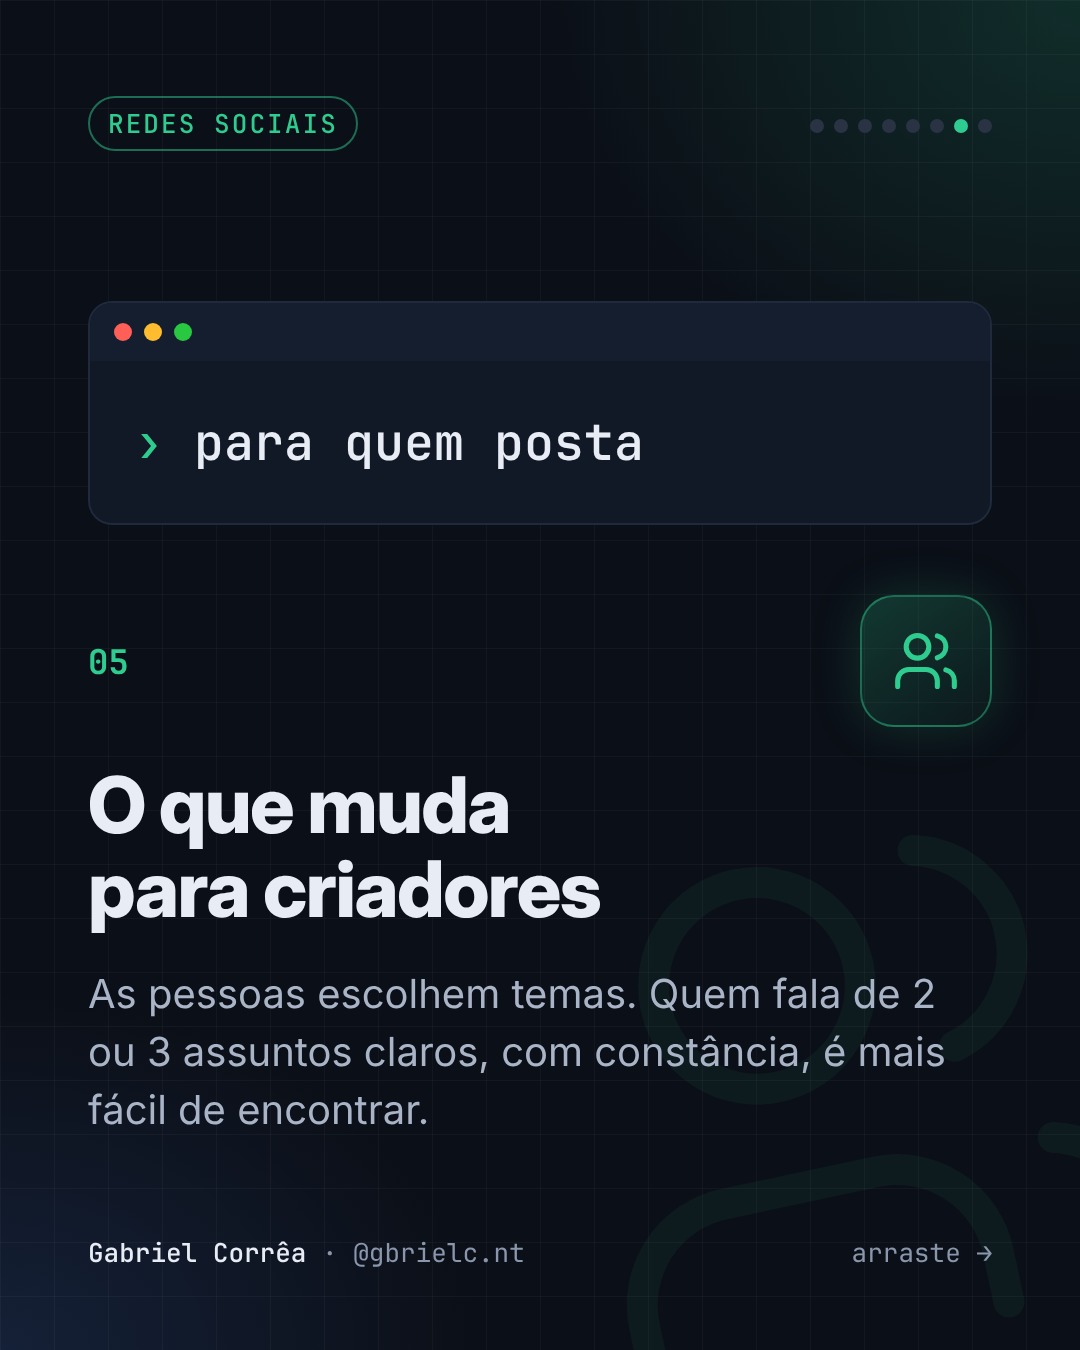 REDES SOCIAIS
› para quem posta
05
O que muda
para criadores
As pessoas escolhem temas. Quem fala de 2
ou 3 assuntos claros, com constância, é mais
fácil de encontrar.
Gabriel Corrêa · @gbrielc.nt
arraste →